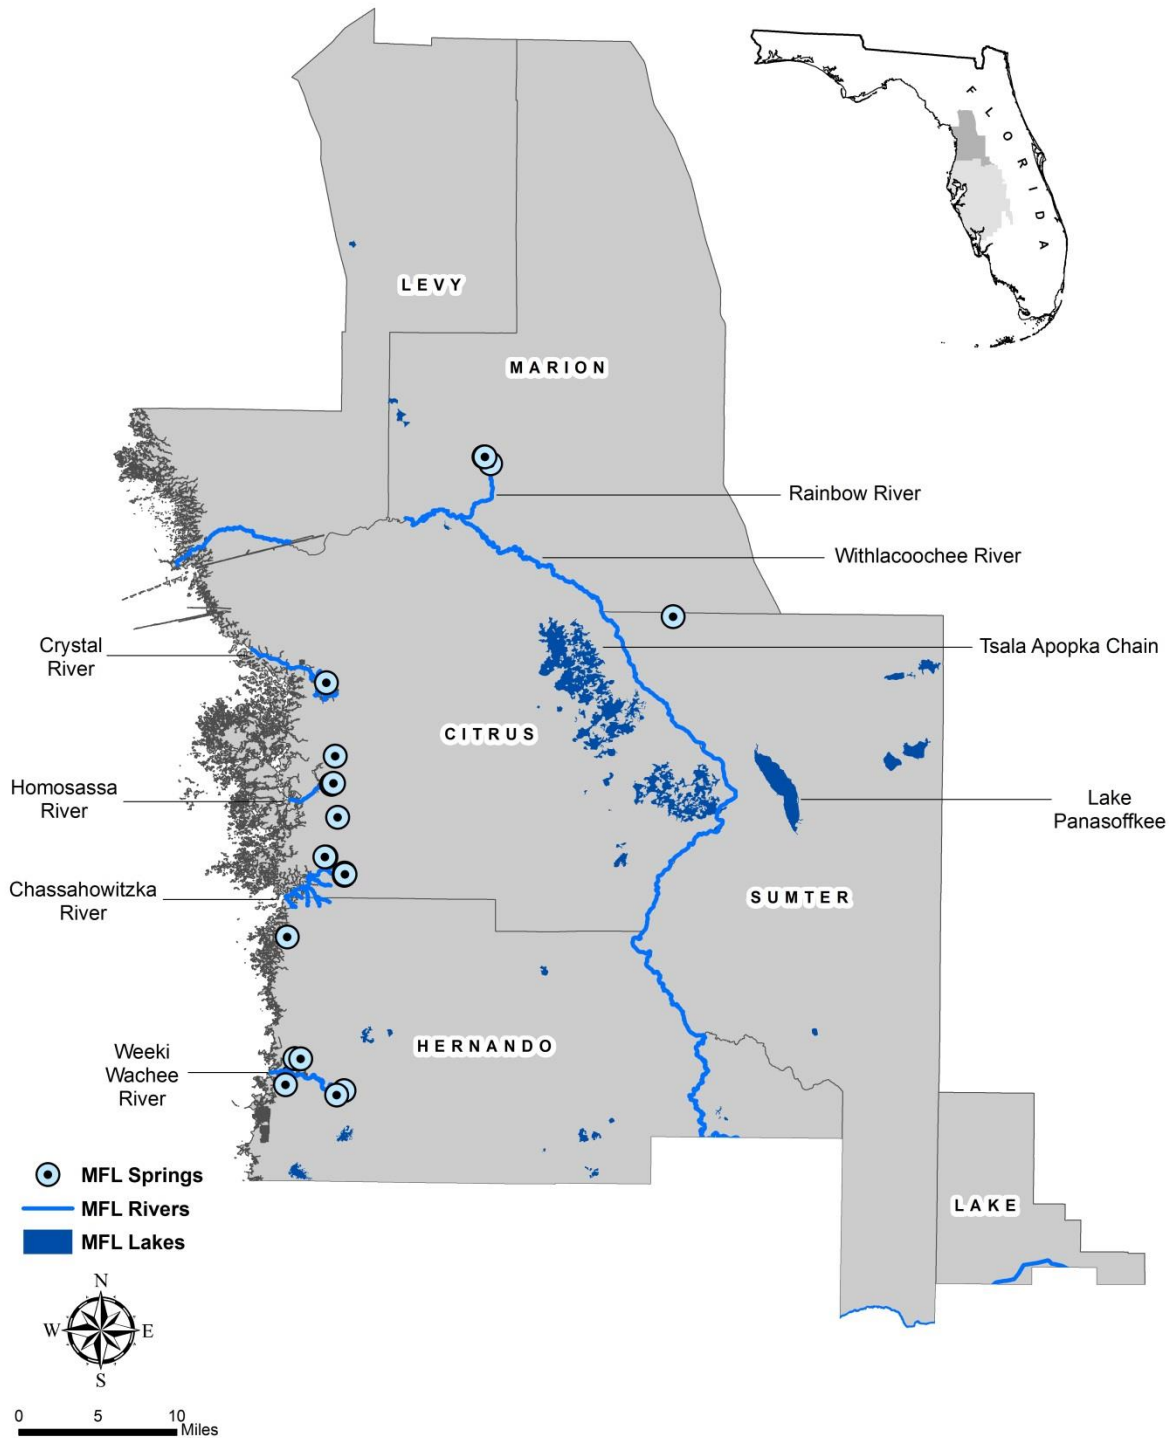 FLORIDA
LEVY
MARION
Rainbow River
Withlacoochee River
Crystal
River
Tsala Apopka Chain
CITRUS
Homosassa
River
Lake
Panasoffkee
Chassahowitzka
River
SUMTER
HERNANDO
Weeki
Wachee
River
MFL Springs
MFL Rivers
MFL Lakes
LAKE
N
W
E
S
0 5 10
Miles